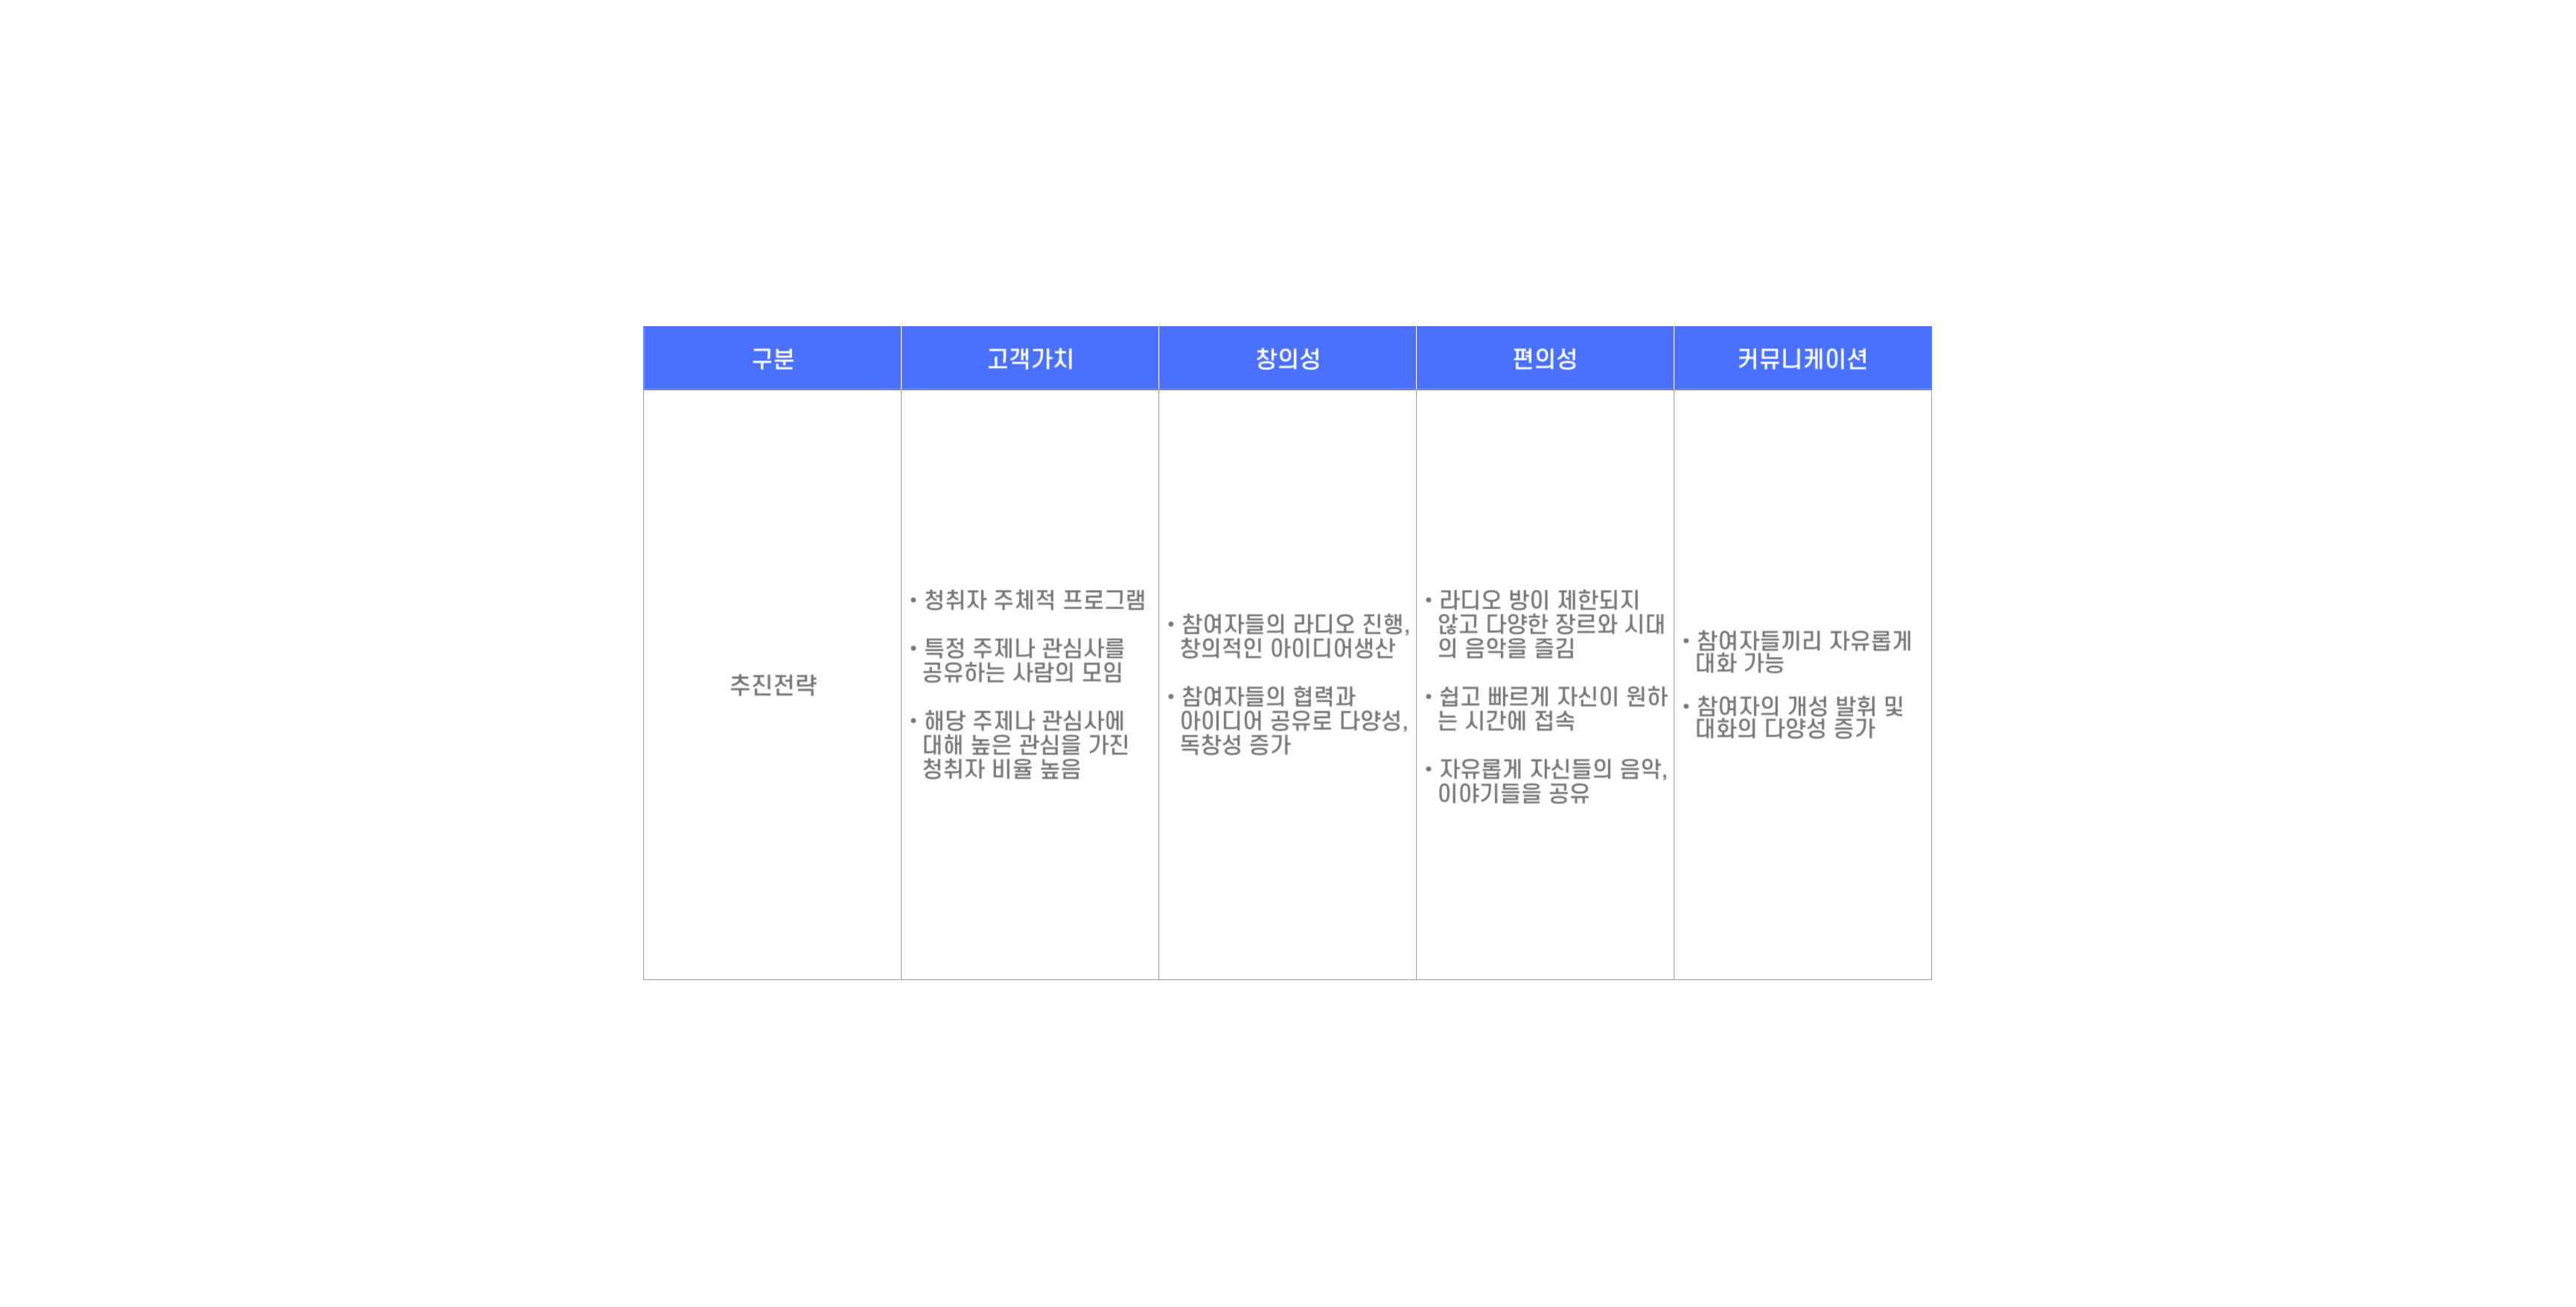 구분
고객가치
창의성
편의성
커뮤니케이션
추진전략
• 청취자 주체적 프로그램
• 특정 주제나 관심사를
공유하는 사람의 모임
• 해당 주제나 관심사에
대해 높은 관심을 가진
청취자 비율 높음
• 참여자들의 라디오 진행,
창의적인 아이디어생산
• 참여자들의 협력과
아이디어 공유로 다양성,
독창성 증가
• 라디오 방이 제한되지
않고 다양한 장르와 시대
의 음악을 즐김
• 쉽고 빠르게 자신이 원하
는 시간에 접속
• 자유롭게 자신들의 음악,
이야기들을 공유
• 참여자들끼리 자유롭게
대화 가능
• 참여자의 개성 발휘 및
대화의 다양성 증가